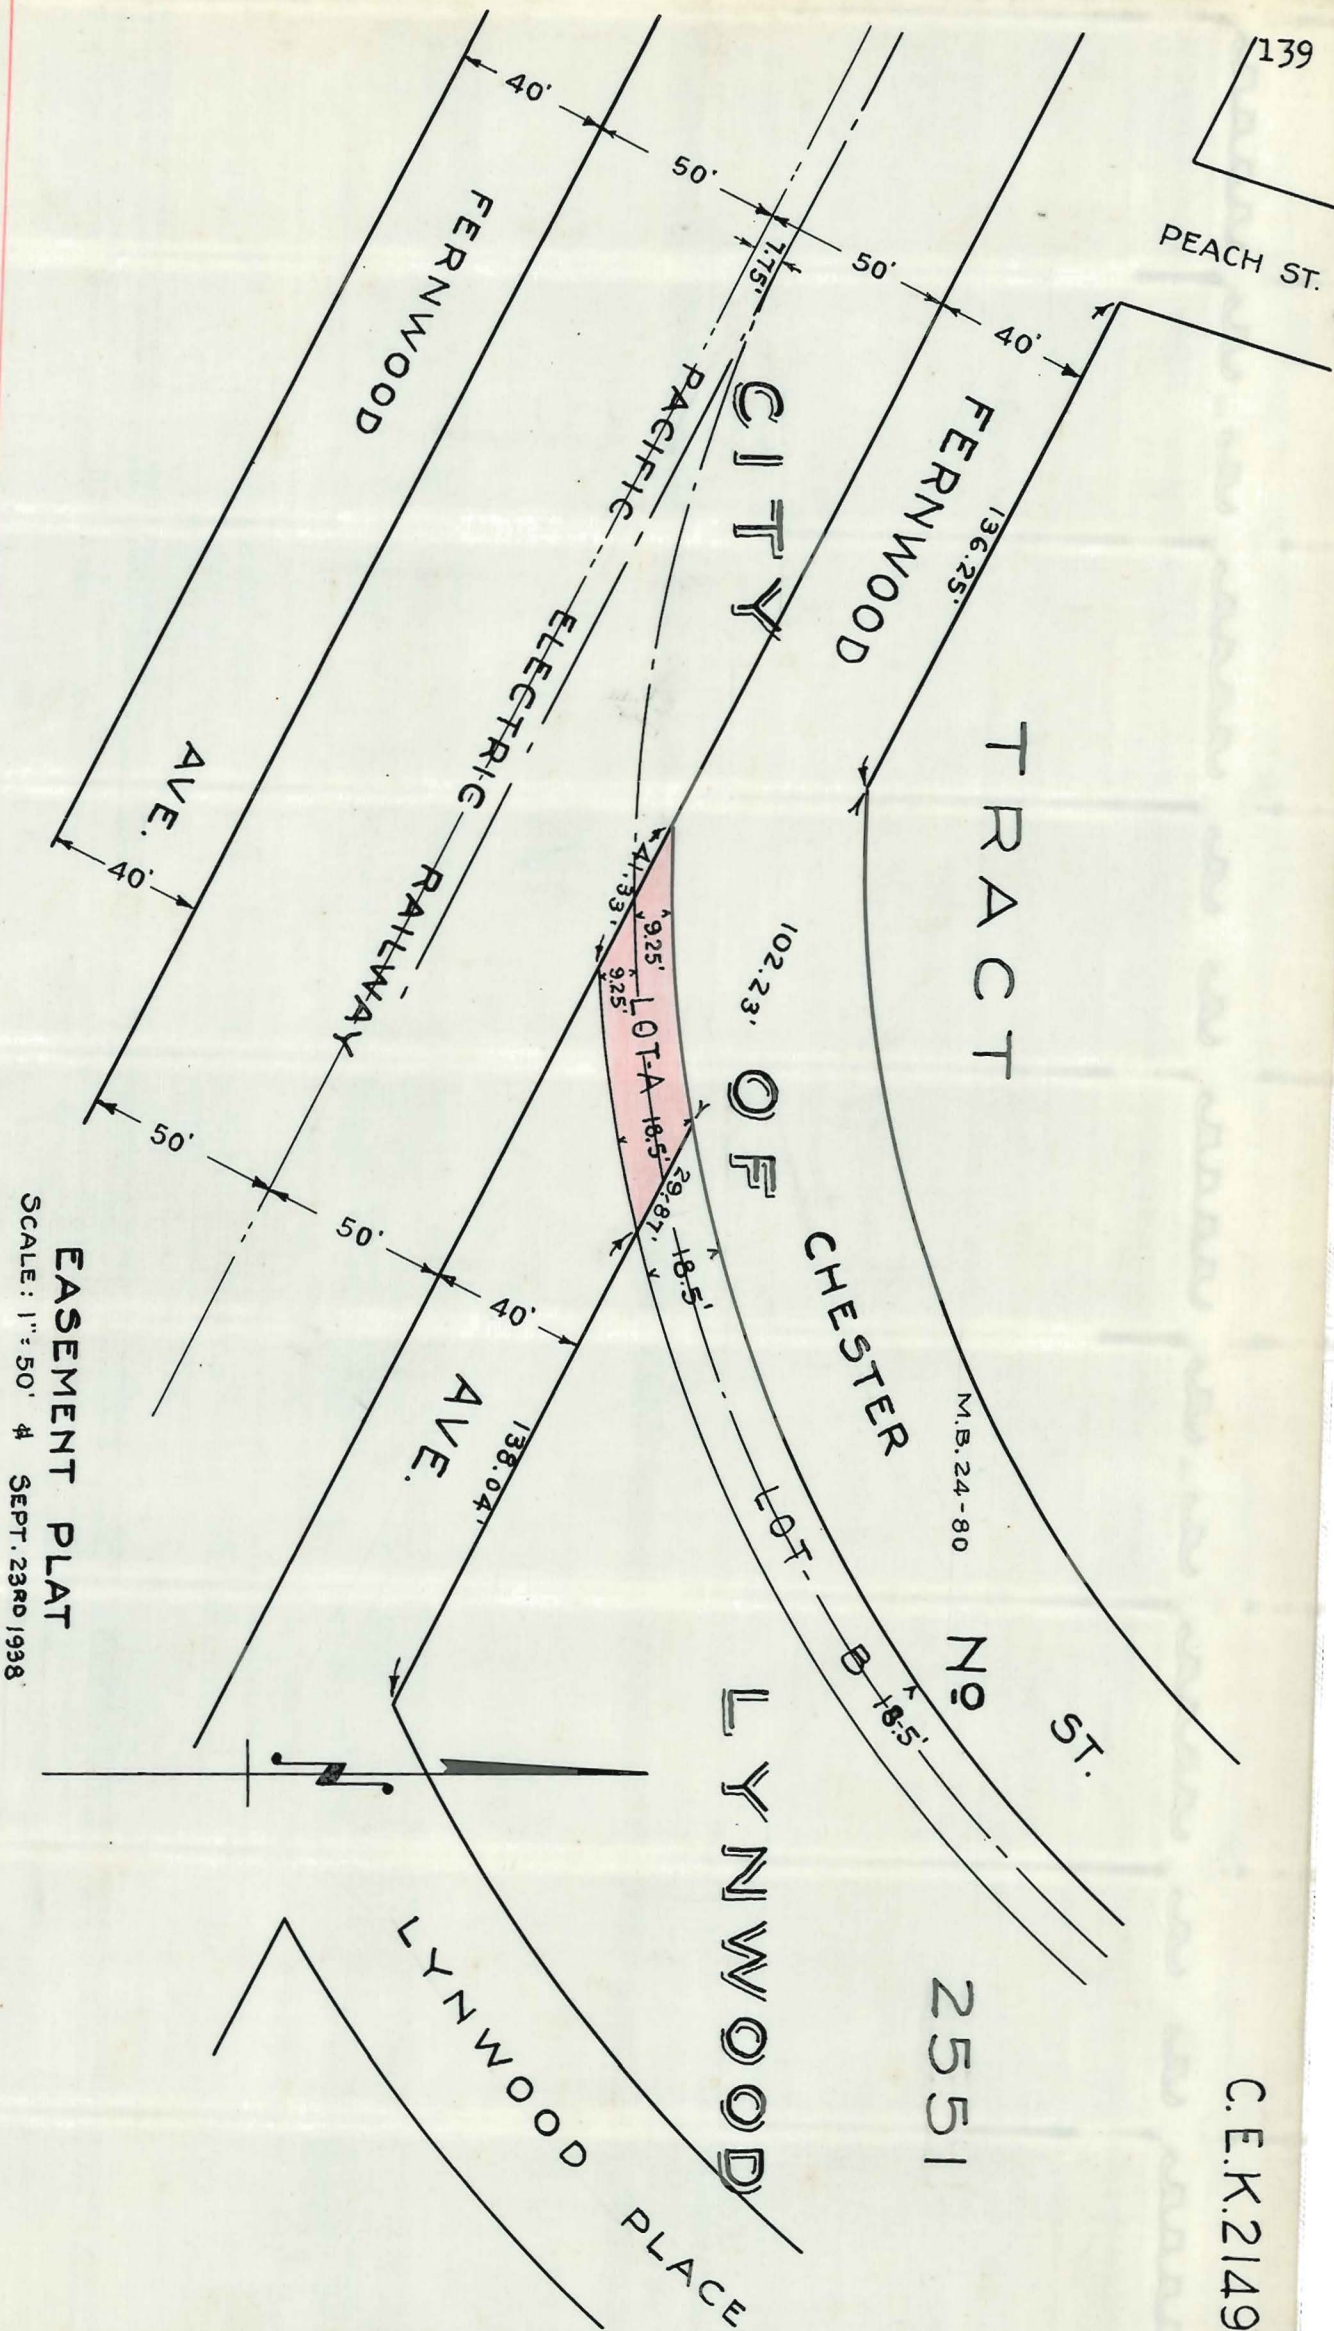 139
C.E.K.2149
PEACH ST.
TRACT Nº 2551
M.B. 24-80
CITY OF LYNWOOD
FERNWOOD AVE.
FERNWOOD AVE.
CHESTER ST.
LYNWOOD PLACE
PACIFIC ELECTRIC RAILWAY
40'
50'
7.75'
50'
40'
136.25'
102.23'
41.33'
9.25'
9.25'
LOT-A 18.5'
29.87'
18.5'
LOT-B 18.5'
40'
50'
50'
40'
138.04'
EASEMENT PLAT
SCALE: 1"=50' # SEPT. 23RD 1938